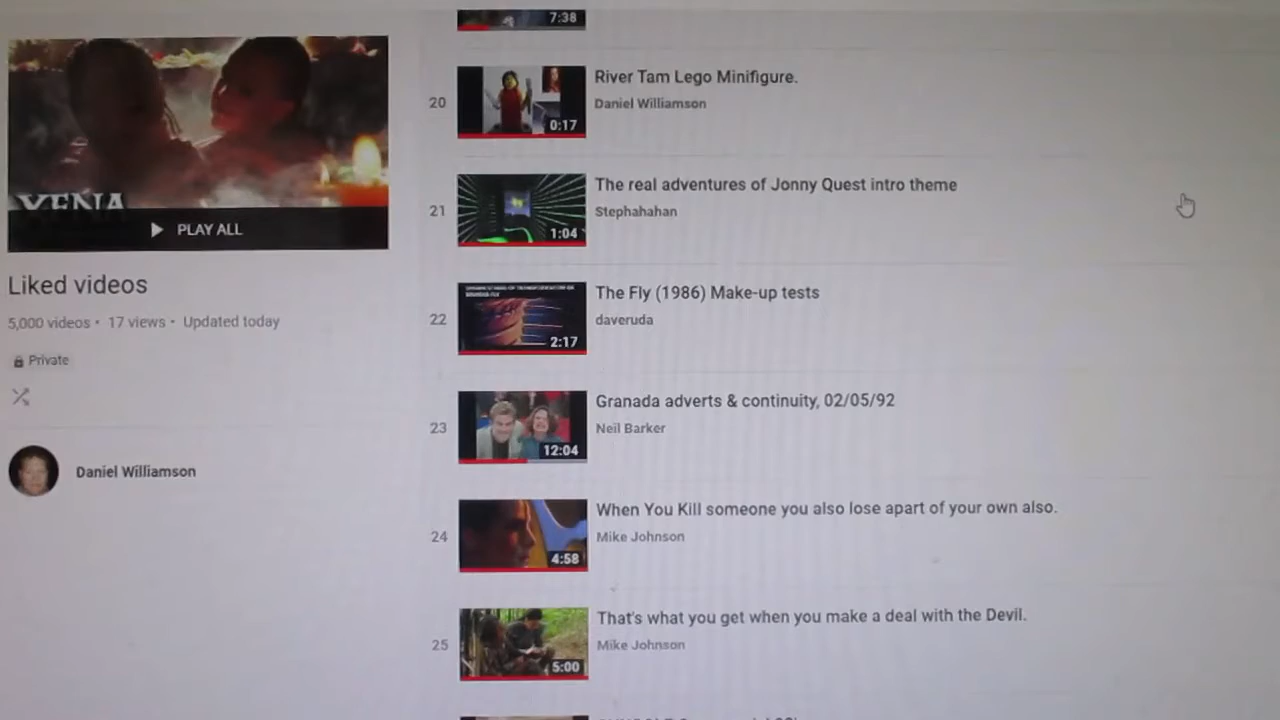 7:38
XENA
PLAY ALL
Liked videos
5,000 videos • 17 views • Updated today
Private
Daniel Williamson
20
0:17
River Tam Lego Minifigure.
Daniel Williamson
21
1:04
The real adventures of Jonny Quest intro theme
Stephahahan
22
2:17
The Fly (1986) Make-up tests
daveruda
23
12:04
Granada adverts & continuity, 02/05/92
Neil Barker
24
4:58
When You Kill someone you also lose apart of your own also.
Mike Johnson
25
5:00
That's what you get when you make a deal with the Devil.
Mike Johnson